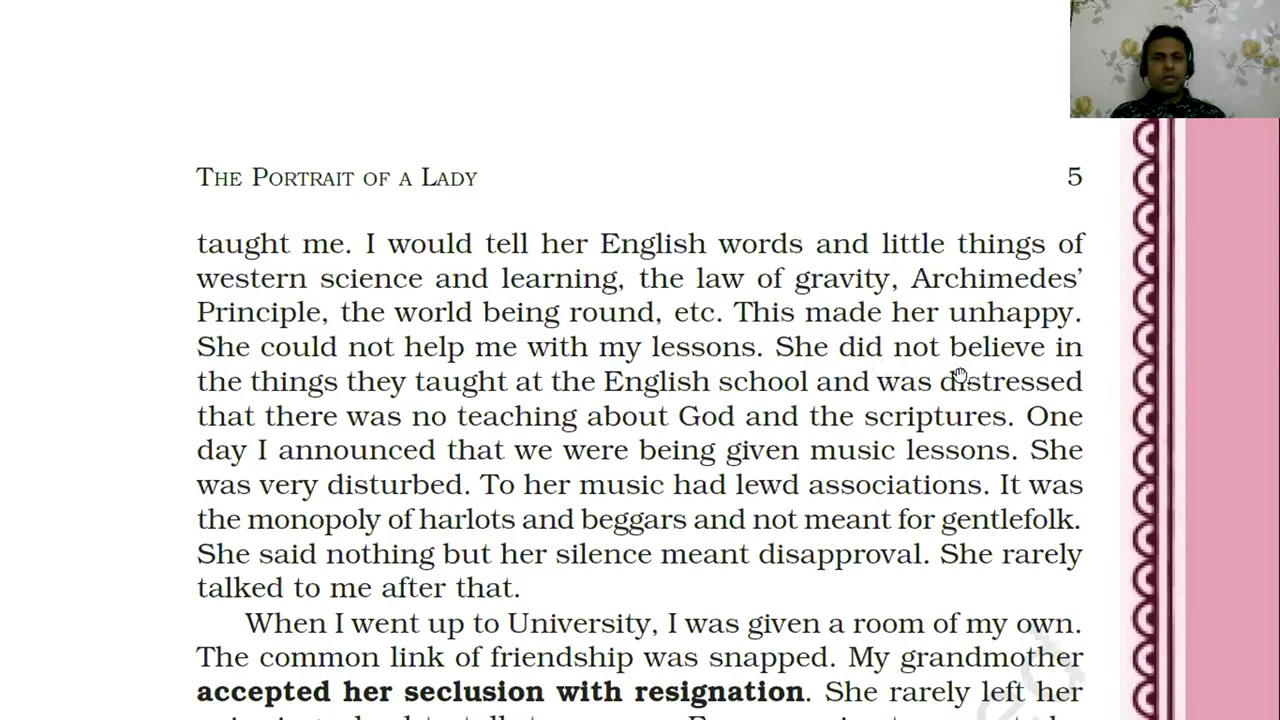 THE PORTRAIT OF A LADY 5
taught me. I would tell her English words and little things of
western science and learning, the law of gravity, Archimedes’
Principle, the world being round, etc. This made her unhappy.
She could not help me with my lessons. She did not believe in
the things they taught at the English school and was distressed
that there was no teaching about God and the scriptures. One
day I announced that we were being given music lessons. She
was very disturbed. To her music had lewd associations. It was
the monopoly of harlots and beggars and not meant for gentlefolk.
She said nothing but her silence meant disapproval. She rarely
talked to me after that.
When I went up to University, I was given a room of my own.
The common link of friendship was snapped. My grandmother
accepted her seclusion with resignation. She rarely left her